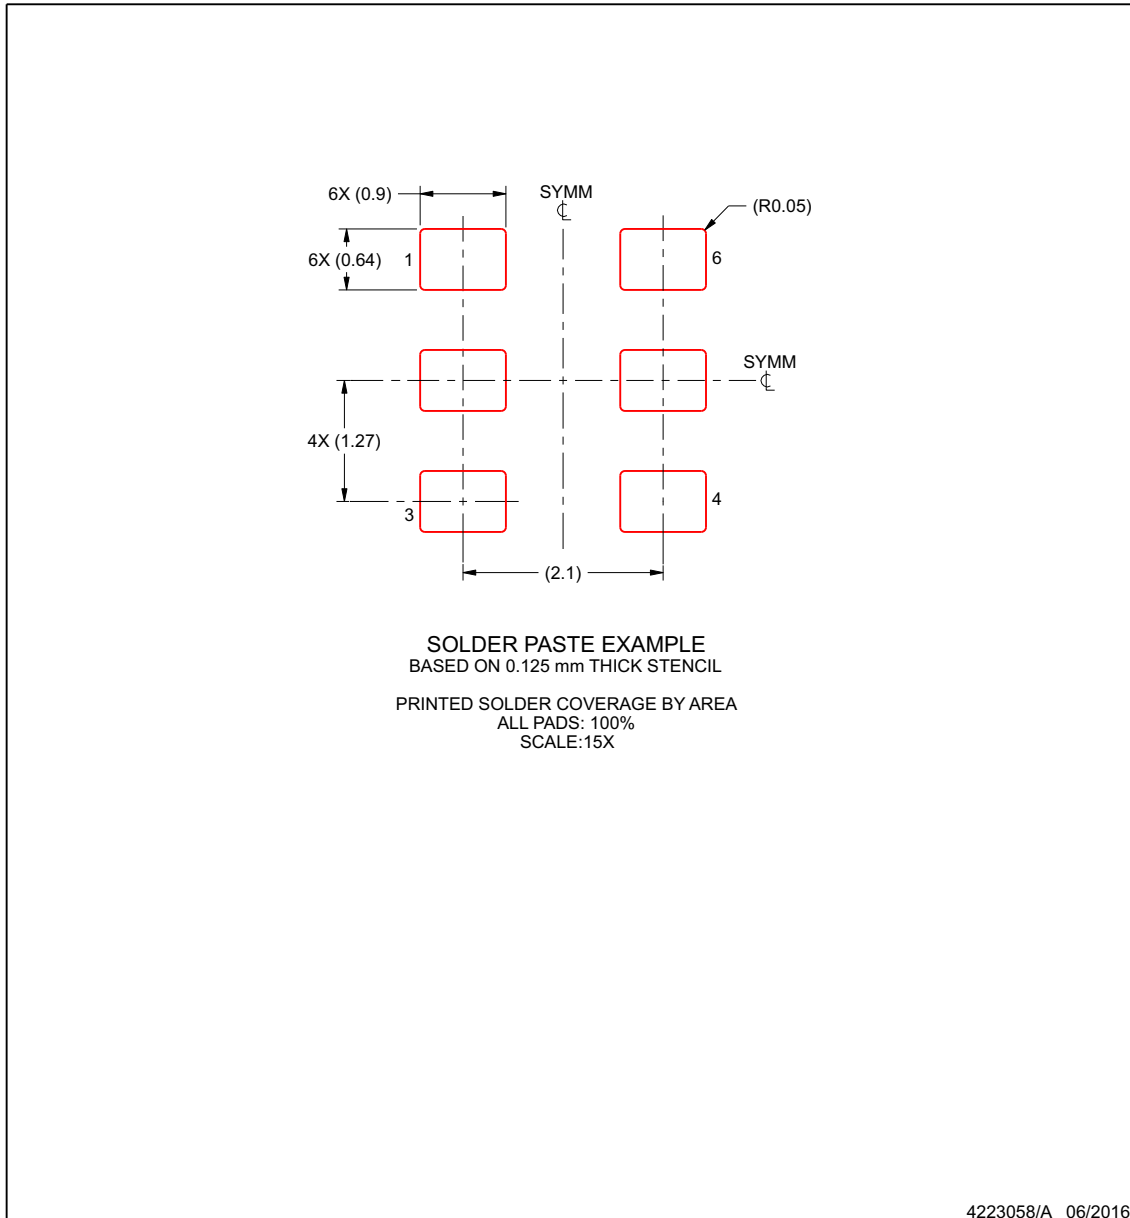 6X (0.9)
SYMM
(R0.05)
6X (0.64)
1
6
SYMM
4X (1.27)
3
4
(2.1)
SOLDER PASTE EXAMPLE
BASED ON 0.125 mm THICK STENCIL
PRINTED SOLDER COVERAGE BY AREA
ALL PADS: 100%
SCALE:15X
4223058/A 06/2016